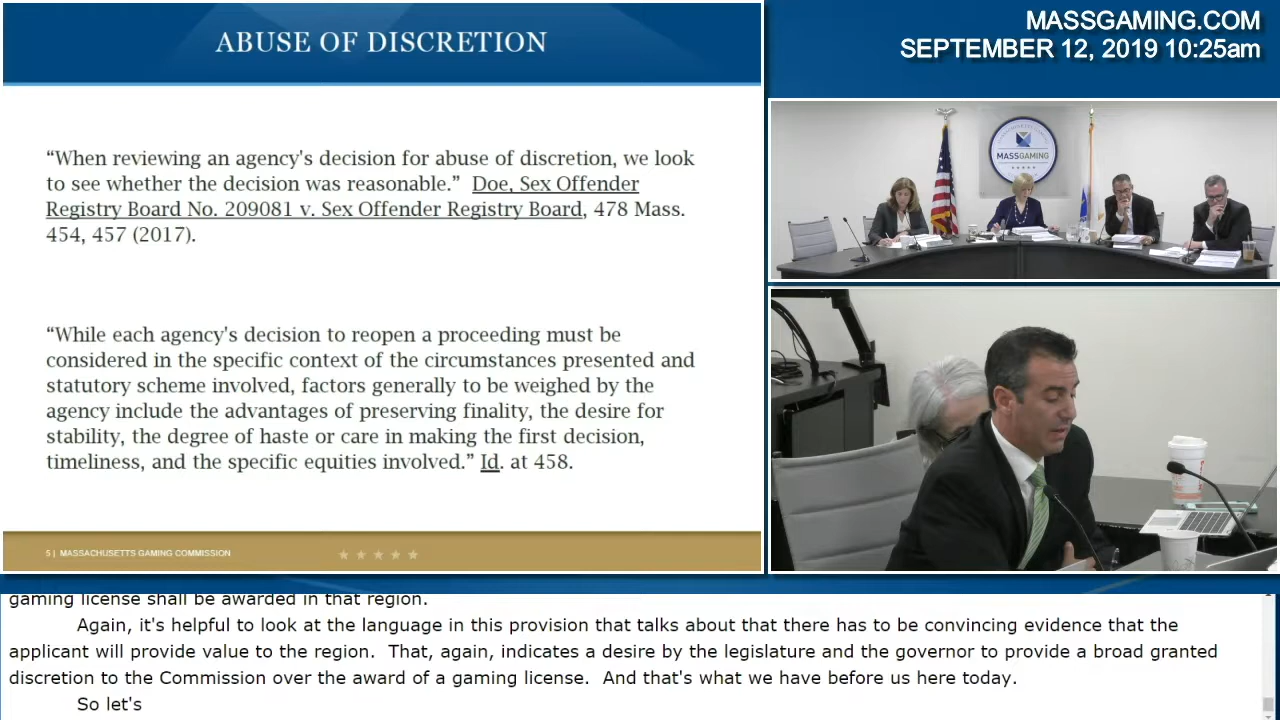 ABUSE OF DISCRETION
“When reviewing an agency's decision for abuse of discretion, we look
to see whether the decision was reasonable.” Doe, Sex Offender
Registry Board No. 209081 v. Sex Offender Registry Board, 478 Mass.
454, 457 (2017).
“While each agency's decision to reopen a proceeding must be
considered in the specific context of the circumstances presented and
statutory scheme involved, factors generally to be weighed by the
agency include the advantages of preserving finality, the desire for
stability, the degree of haste or care in making the first decision,
timeliness, and the specific equities involved.” Id. at 458.
5 | MASSACHUSETTS GAMING COMMISSION
MASSGAMING.COM
SEPTEMBER 12, 2019 10:25am
MASSGAMING
gaming license shall be awarded in that region.
Again, it's helpful to look at the language in this provision that talks about that there has to be convincing evidence that the
applicant will provide value to the region. That, again, indicates a desire by the legislature and the governor to provide a broad granted
discretion to the Commission over the award of a gaming license. And that's what we have before us here today.
So let's